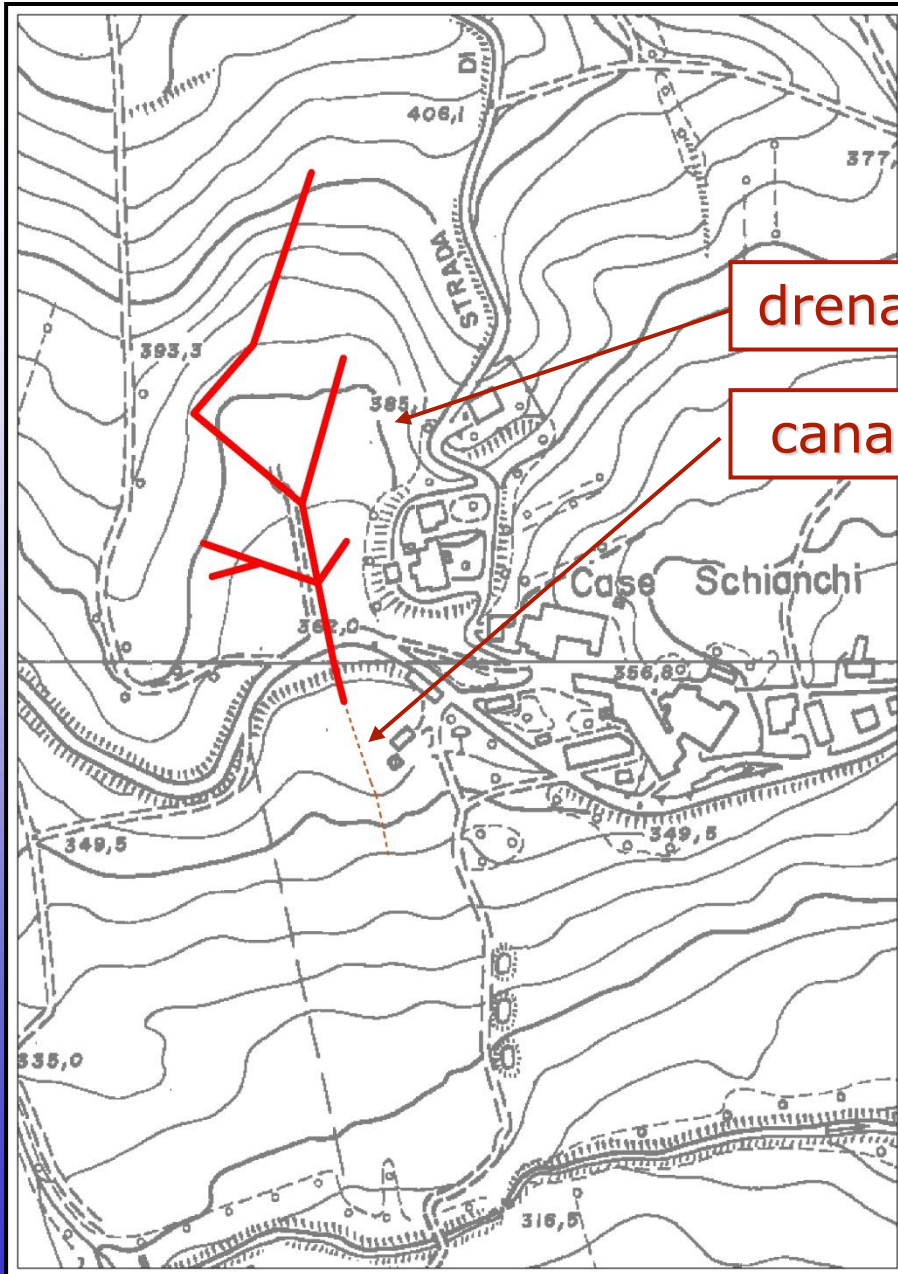 DI
406,1
377,
STRADA
drena
393,3
385,
cana
Case Schianchi
362,0
356,8
349,5
349,5
335,0
316,5